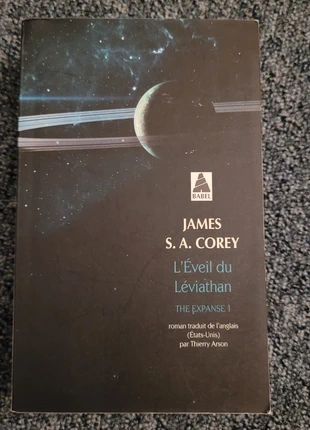 BABEL
JAMES
S. A. COREY
L'Éveil du
Léviathan
THE EXPANSE 1
roman traduit de l'anglais
(États-Unis)
par Thierry Arson